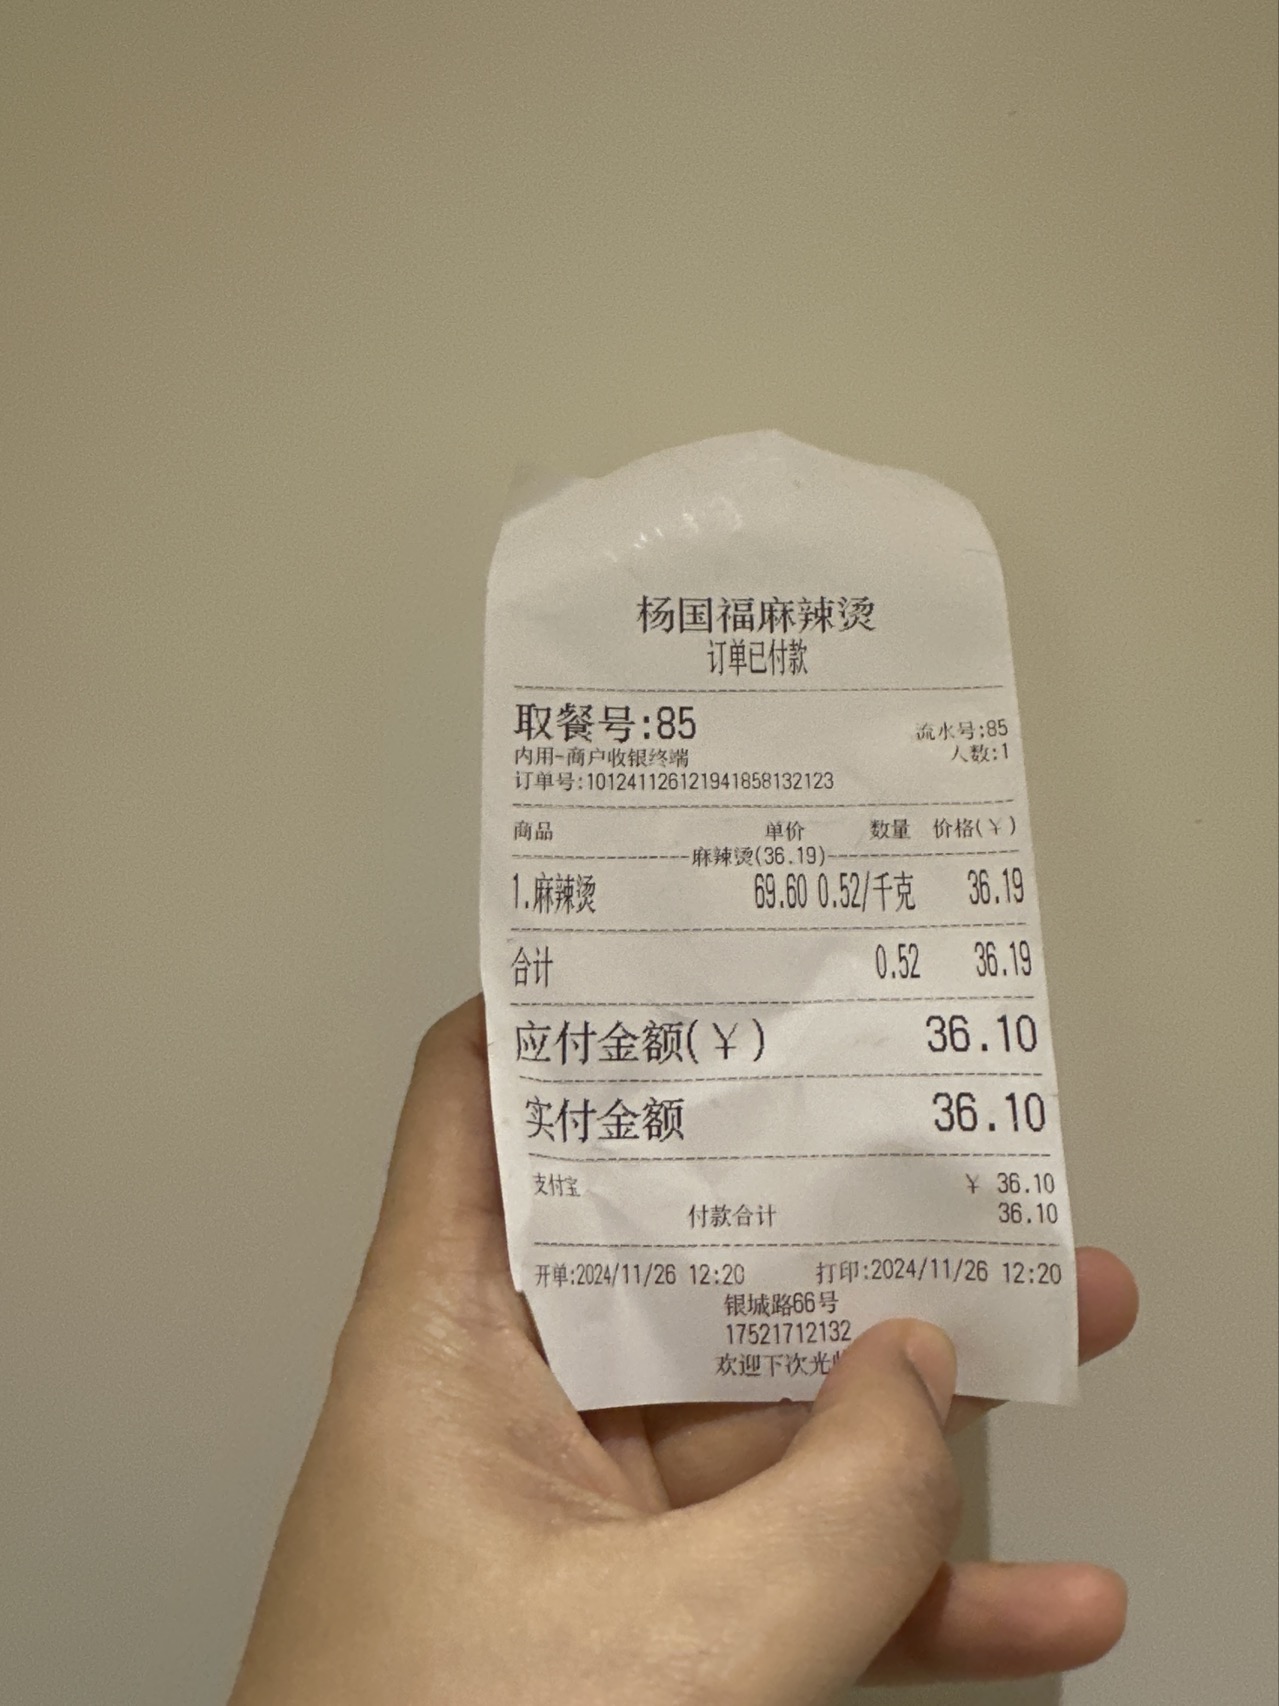 杨国福麻辣烫
订单已付款
取餐号:85
流水号:85
内用-商户收银终端
人数:1
订单号:101241126121941858132123
商品 单价 数量 价格(¥)
麻辣烫(36.19)
1.麻辣烫 69.60 0.52/千克 36.19
合计 0.52 36.19
应付金额(¥) 36.10
实付金额 36.10
支付宝 ¥ 36.10
付款合计 36.10
开单:2024/11/26 12:20 打印:2024/11/26 12:20
银城路66号
17521712132
欢迎下次光